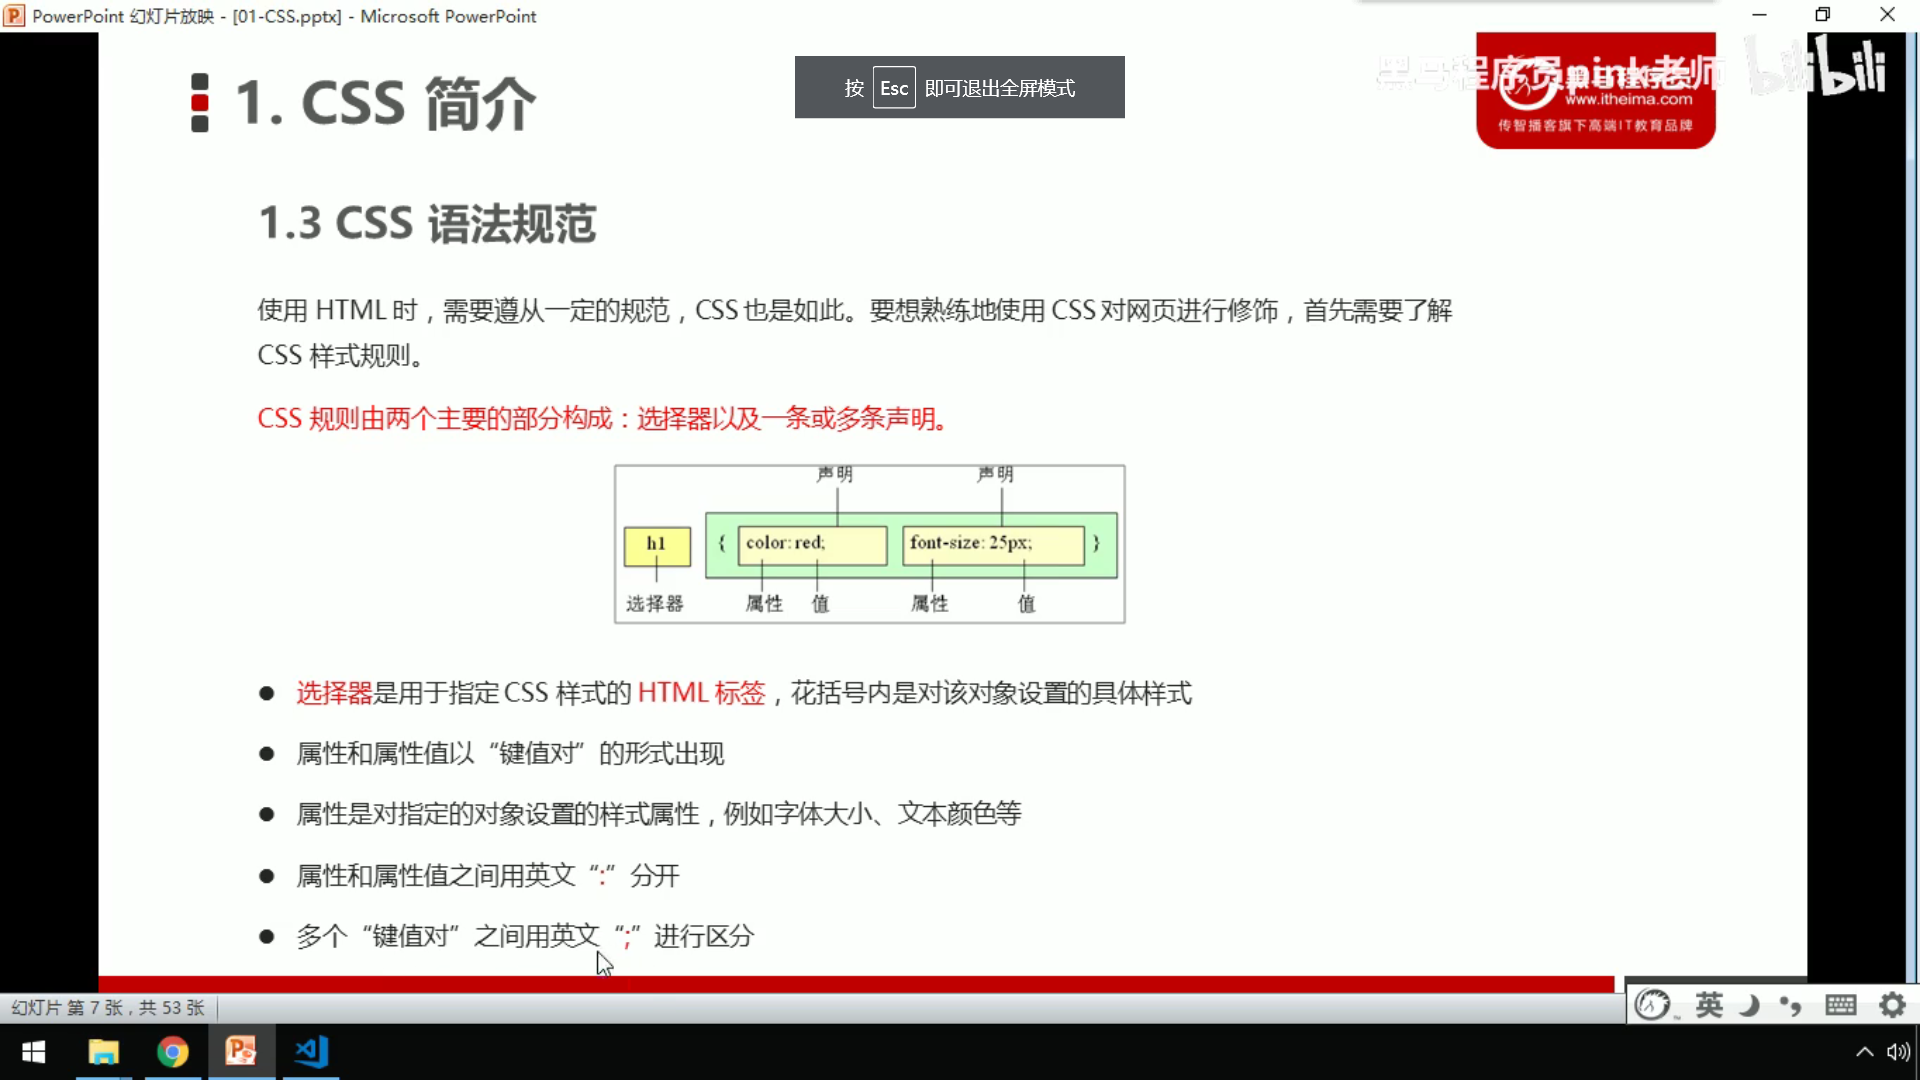 PowerPoint 幻灯片放映 - [01-CSS.pptx] - Microsoft PowerPoint
按 Esc 即可退出全屏模式
黑马程序员pink老师
bilibili
www.itheima.com
传智播客旗下高端IT教育品牌
1. CSS 简介
1.3 CSS 语法规范
使用 HTML 时，需要遵从一定的规范，CSS 也是如此。要想熟练地使用 CSS 对网页进行修饰，首先需要了解
CSS 样式规则。
CSS 规则由两个主要的部分构成：选择器以及一条或多条声明。
声明 声明
h1 { color: red; font-size: 25px; }
选择器 属性 值 属性 值
● 选择器是用于指定 CSS 样式的 HTML 标签，花括号内是对该对象设置的具体样式
● 属性和属性值以“键值对”的形式出现
● 属性是对指定的对象设置的样式属性，例如字体大小、文本颜色等
● 属性和属性值之间用英文“:”分开
● 多个“键值对”之间用英文“;”进行区分
幻灯片 第 7 张，共 53 张
英